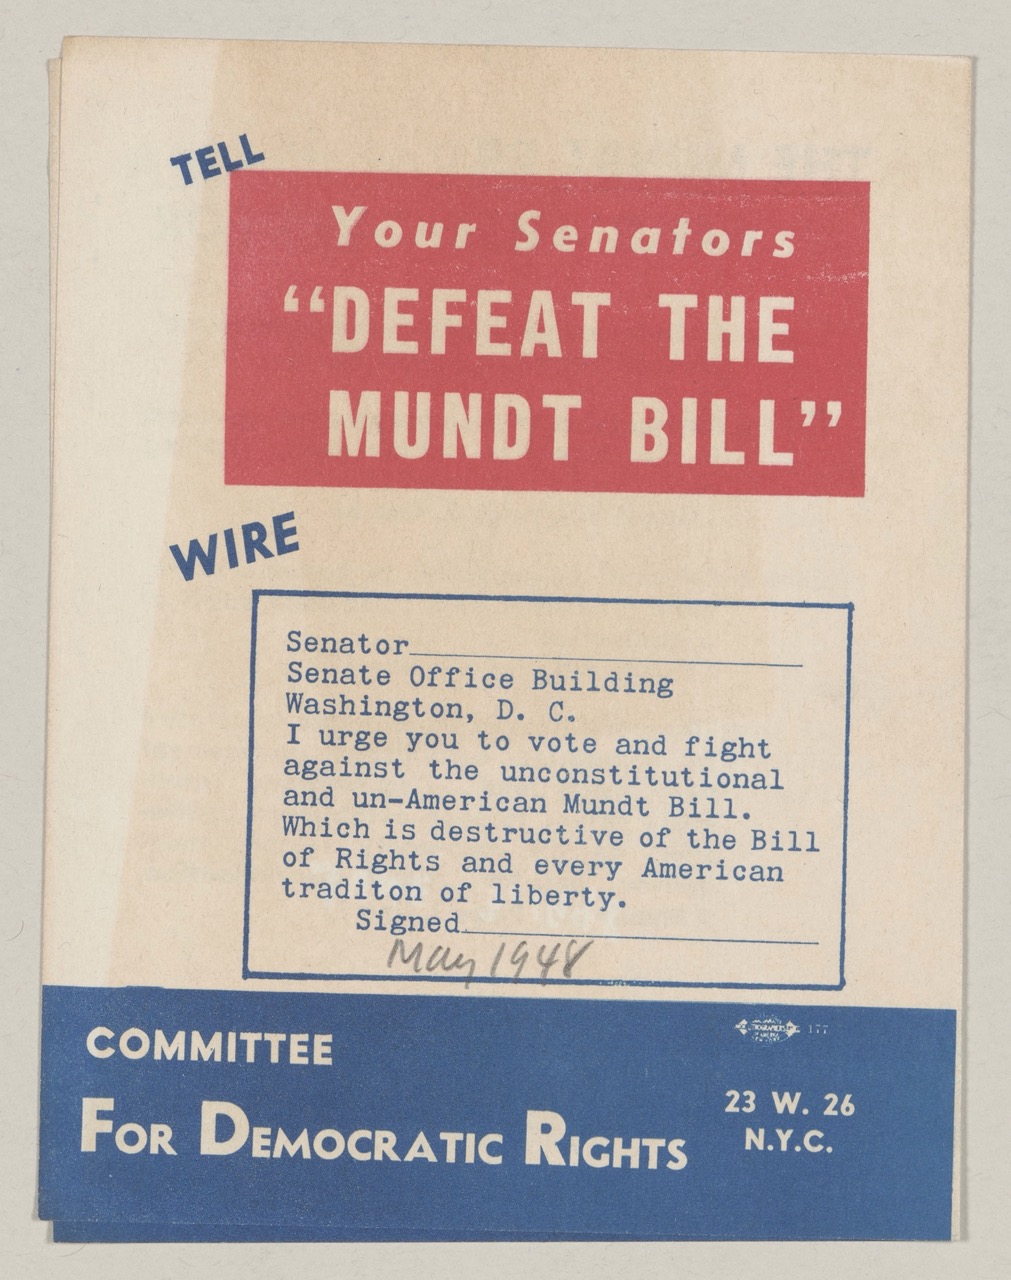 TELL
Your Senators
“DEFEAT THE
MUNDT BILL”
WIRE
Senator
Senate Office Building
Washington, D. C.
I urge you to vote and fight
against the unconstitutional
and un-American Mundt Bill.
Which is destructive of the Bill
of Rights and every American
traditon of liberty.
Signed
May 1948
COMMITTEE
FOR DEMOCRATIC RIGHTS
177
23 W. 26
N.Y.C.